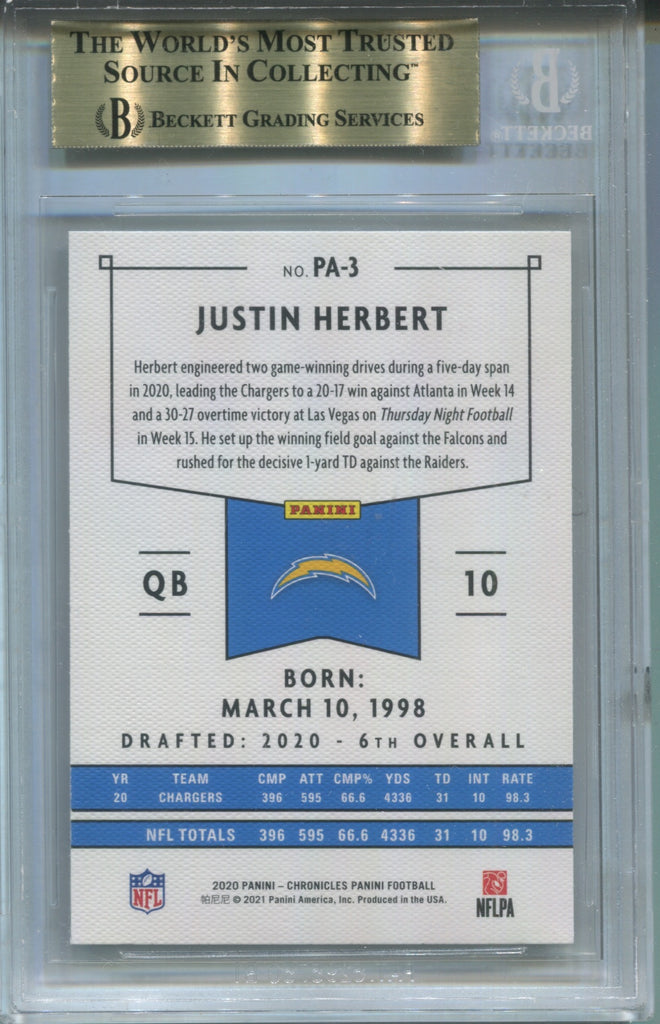 THE WORLD'S MOST TRUSTED
SOURCE IN COLLECTING™
B BECKETT GRADING SERVICES
B
BECKETT
NO. PA-3
JUSTIN HERBERT
Herbert engineered two game-winning drives during a five-day span
in 2020, leading the Chargers to a 20-17 win against Atlanta in Week 14
and a 30-27 overtime victory at Las Vegas on Thursday Night Football
in Week 15. He set up the winning field goal against the Falcons and
rushed for the decisive 1-yard TD against the Raiders.
PANINI
QB
10
BORN:
MARCH 10, 1998
DRAFTED: 2020 - 6TH OVERALL
YR TEAM CMP ATT CMP% YDS TD INT RATE
20 CHARGERS 396 595 66.6 4336 31 10 98.3
NFL TOTALS 396 595 66.6 4336 31 10 98.3
NFL
2020 PANINI – CHRONICLES PANINI FOOTBALL
帕尼尼 © 2021 Panini America, Inc. Produced in the USA.
NFLPA